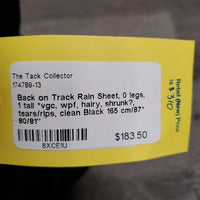 The Tack Collector
174789-13
Back on Track Rain Sheet, 0 legs,
1 tail *vgc, wpf, hairy, shrunk?,
tears/rips, clean Black 165 cm/87"
80/81"
8XCE1U
$183.50
Retail (New) Price
is $310